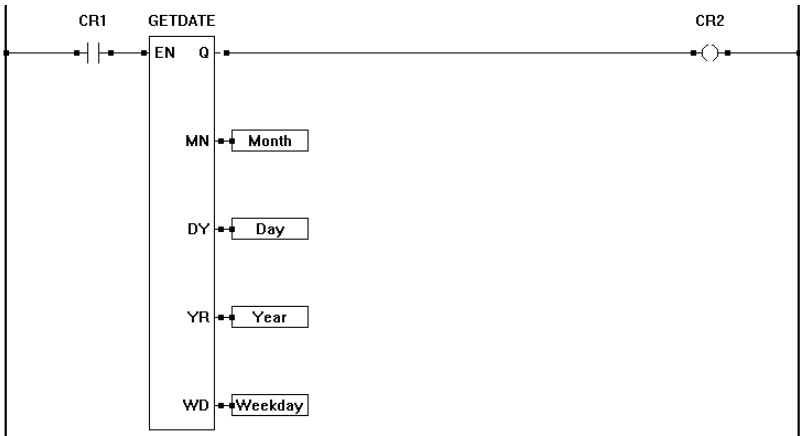 CR1 GETDATE CR2
EN Q
MN Month
DY Day
YR Year
WD Weekday